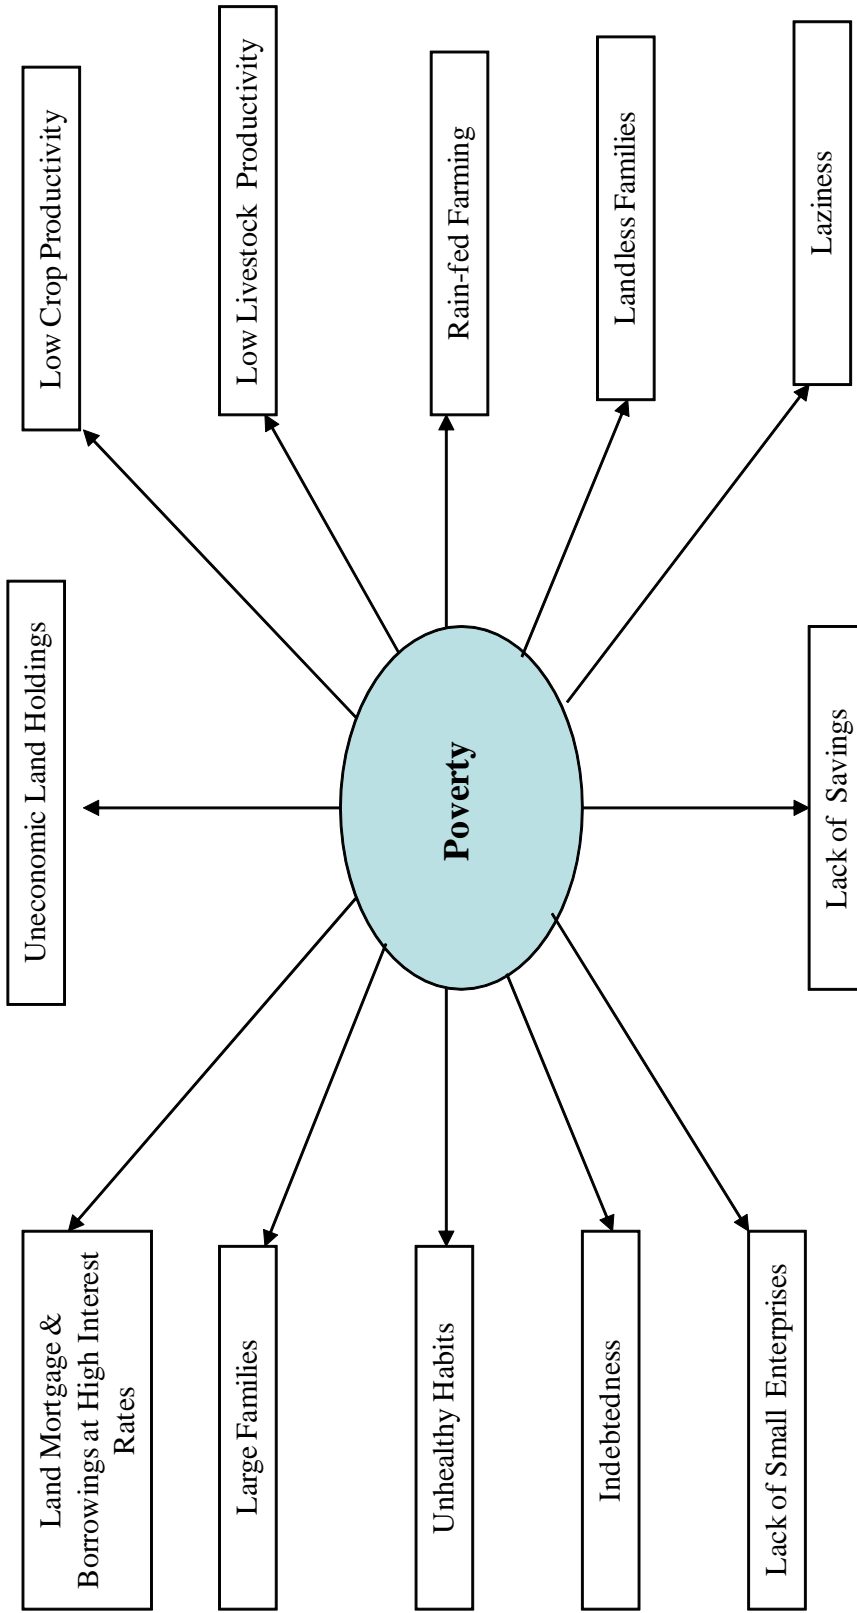 Land Mortgage &
Borrowings at High Interest
Rates
Uneconomic Land Holdings
Low Crop Productivity
Large Families
Low Livestock Productivity
Unhealthy Habits
Poverty
Rain-fed Farming
Indebtedness
Landless Families
Lack of Small Enterprises
Lack of Savings
Laziness